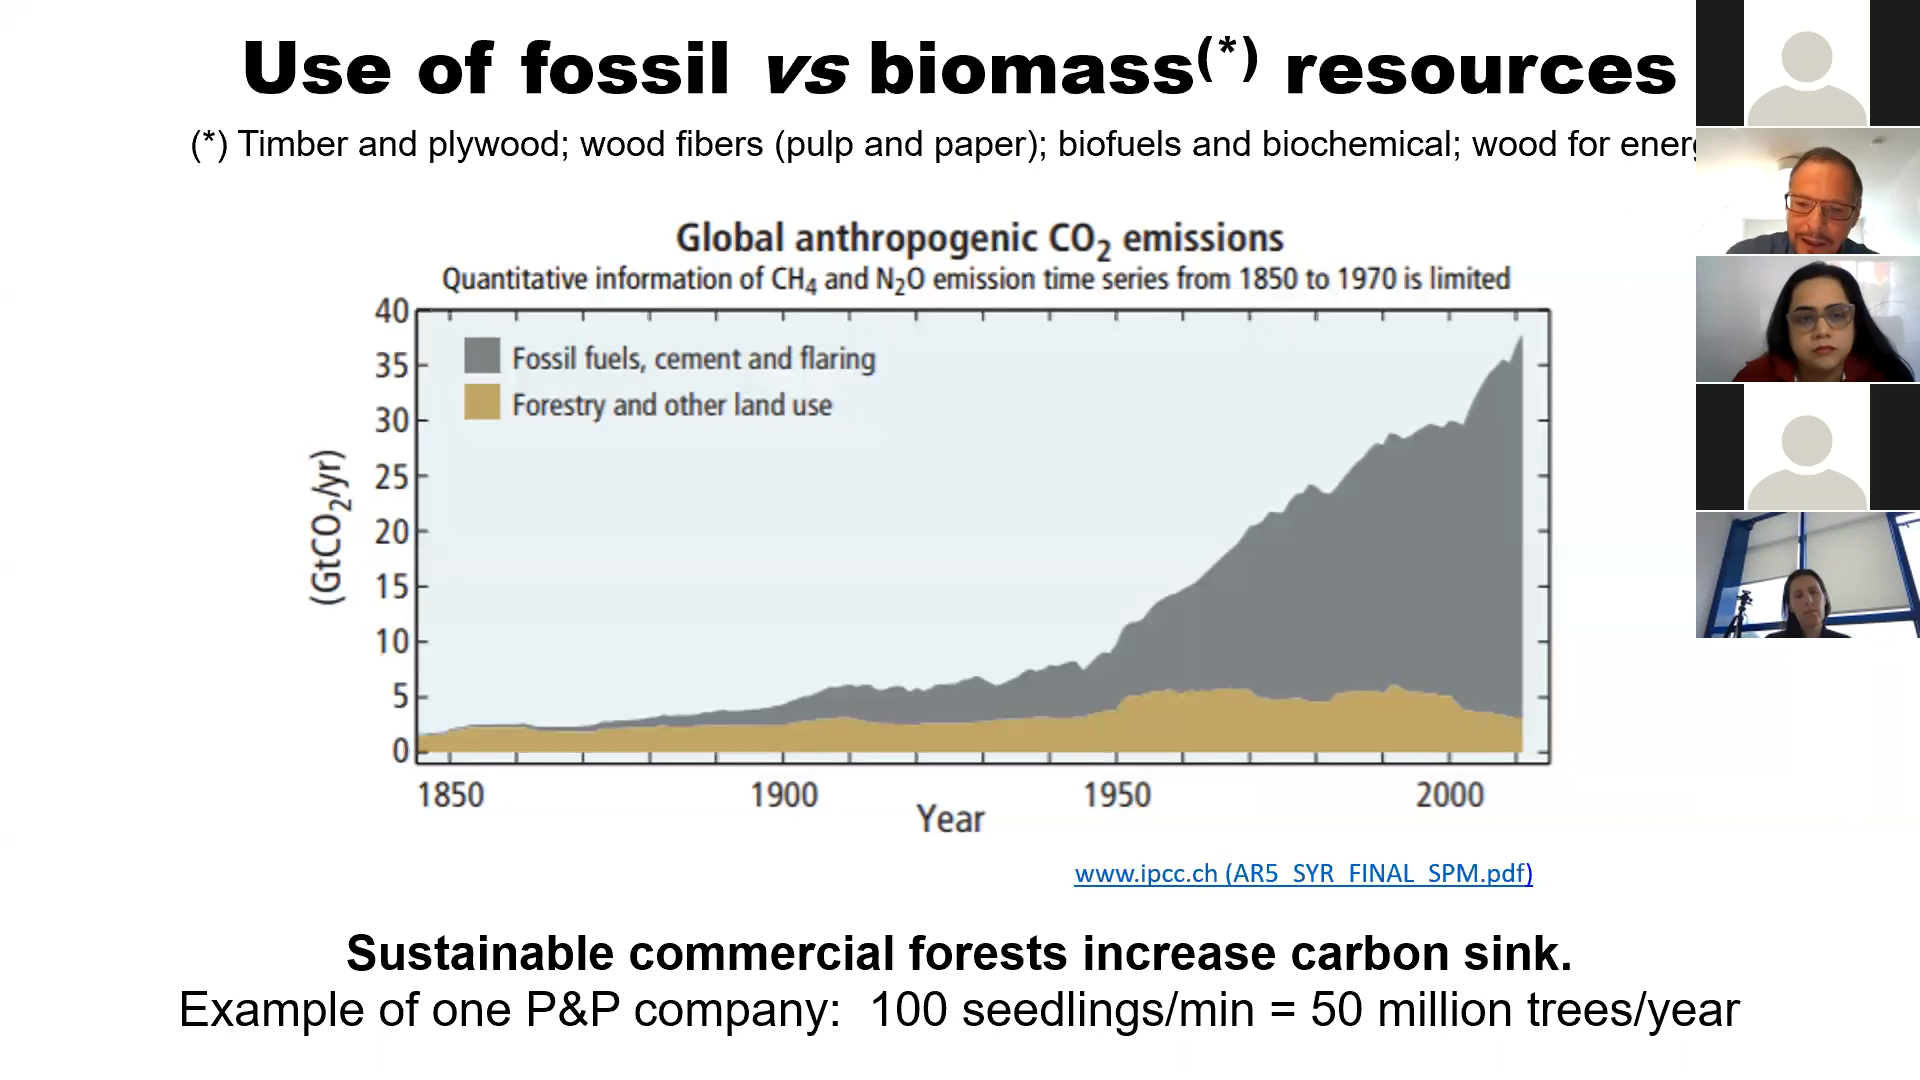 Use of fossil vs biomass(*) resources
(*) Timber and plywood; wood fibers (pulp and paper); biofuels and biochemical; wood for
Global anthropogenic CO2 emissions
Quantitative information of CH4 and N2O emission time series from 1850 to 1970 is limited
40
35
30
25
20
15
10
5
0
(GtCO2/yr)
Fossil fuels, cement and flaring
Forestry and other land use
1850 1900 1950 2000
Year
www.ipcc.ch (AR5_SYR_FINAL_SPM.pdf)
Sustainable commercial forests increase carbon sink.
Example of one P&P company: 100 seedlings/min = 50 million trees/year